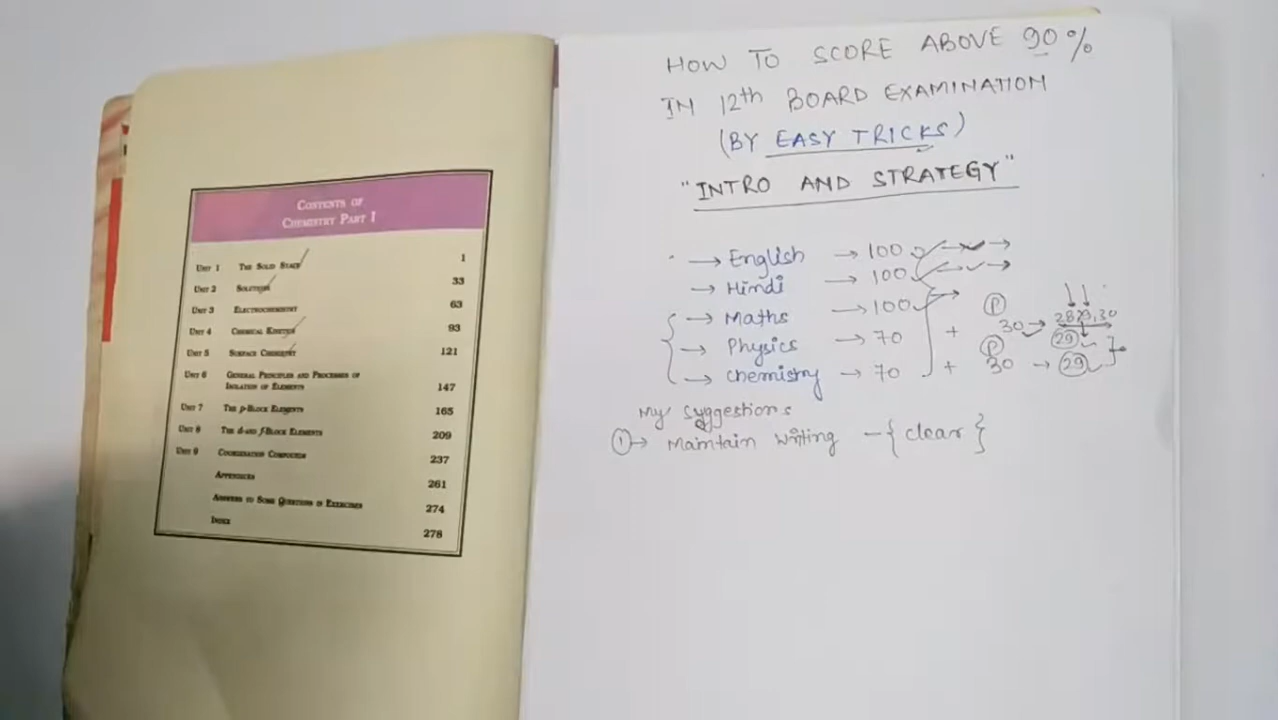 CONTENTS OF
CHEMISTRY PART I
UNIT 1 THE SOLID STATE 1
UNIT 2 SOLUTIONS 33
UNIT 3 ELECTROCHEMISTRY 63
UNIT 4 CHEMICAL KINETICS 93
UNIT 5 SURFACE CHEMISTRY 121
UNIT 6 GENERAL PRINCIPLES AND PROCESSES OF
ISOLATION OF ELEMENTS 147
UNIT 7 THE p-BLOCK ELEMENTS 165
UNIT 8 THE d-AND f-BLOCK ELEMENTS 209
UNIT 9 COORDINATION COMPOUNDS 237
APPENDICES 261
ANSWERS TO SOME QUESTIONS IN EXERCISES 274
INDEX 278
HOW TO SCORE ABOVE 90%
IN 12th BOARD EXAMINATION
(BY EASY TRICKS)
"INTRO AND STRATEGY"
→ English → 100
→ Hindi → 100
→ Maths → 100 P
→ Physics → 70 + 30 → 28, 29, 30
P 29
→ Chemistry → 70 + 30 → 29
My suggestions
① → Maintain writing - {clear}